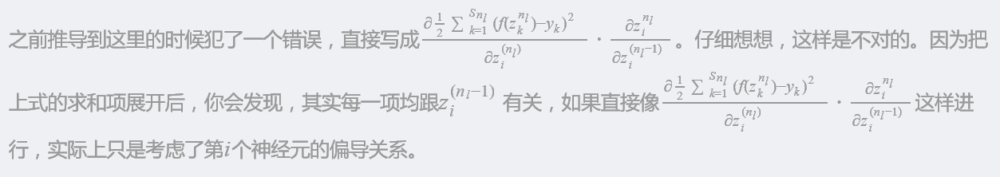 之前推导到这里的时候犯了一个错误，直接写成$\frac{\partial \frac{1}{2} \sum_{k=1}^{S_{n_l}} (f(z_k^{n_l})-y_k)^2}{\partial z_i^{(n_l)}} \cdot \frac{\partial z_i^{n_l}}{\partial z_i^{(n_l-1)}}$。仔细想想，这样是不对的。因为把
上式的求和项展开后，你会发现，其实每一项均跟$z_i^{(n_l-1)}$有关，如果直接像$\frac{\partial \frac{1}{2} \sum_{k=1}^{S_{n_l}} (f(z_k^{n_l})-y_k)^2}{\partial z_i^{(n_l)}} \cdot \frac{\partial z_i^{n_l}}{\partial z_i^{(n_l-1)}}$这样进
行，实际上只是考虑了第$i$个神经元的偏导关系。